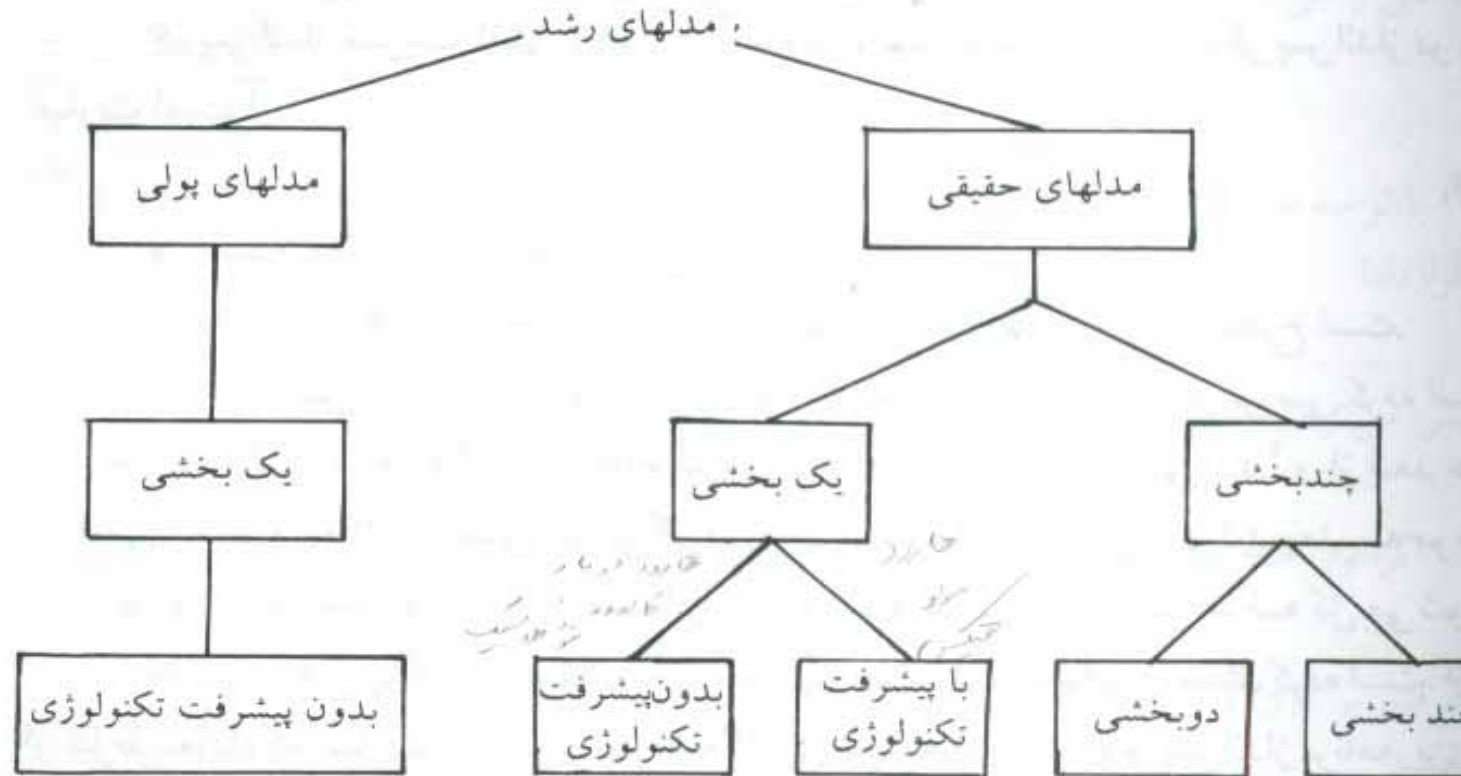 مدلهای رشد
مدلهای حقیقی
مدلهای پولی
چندبخشی
یک بخشی
یک بخشی
ند بخشی
دوبخشی
با پیشرفت
تکنولوژی
بدون پیشرفت
تکنولوژی
بدون پیشرفت تکنولوژی